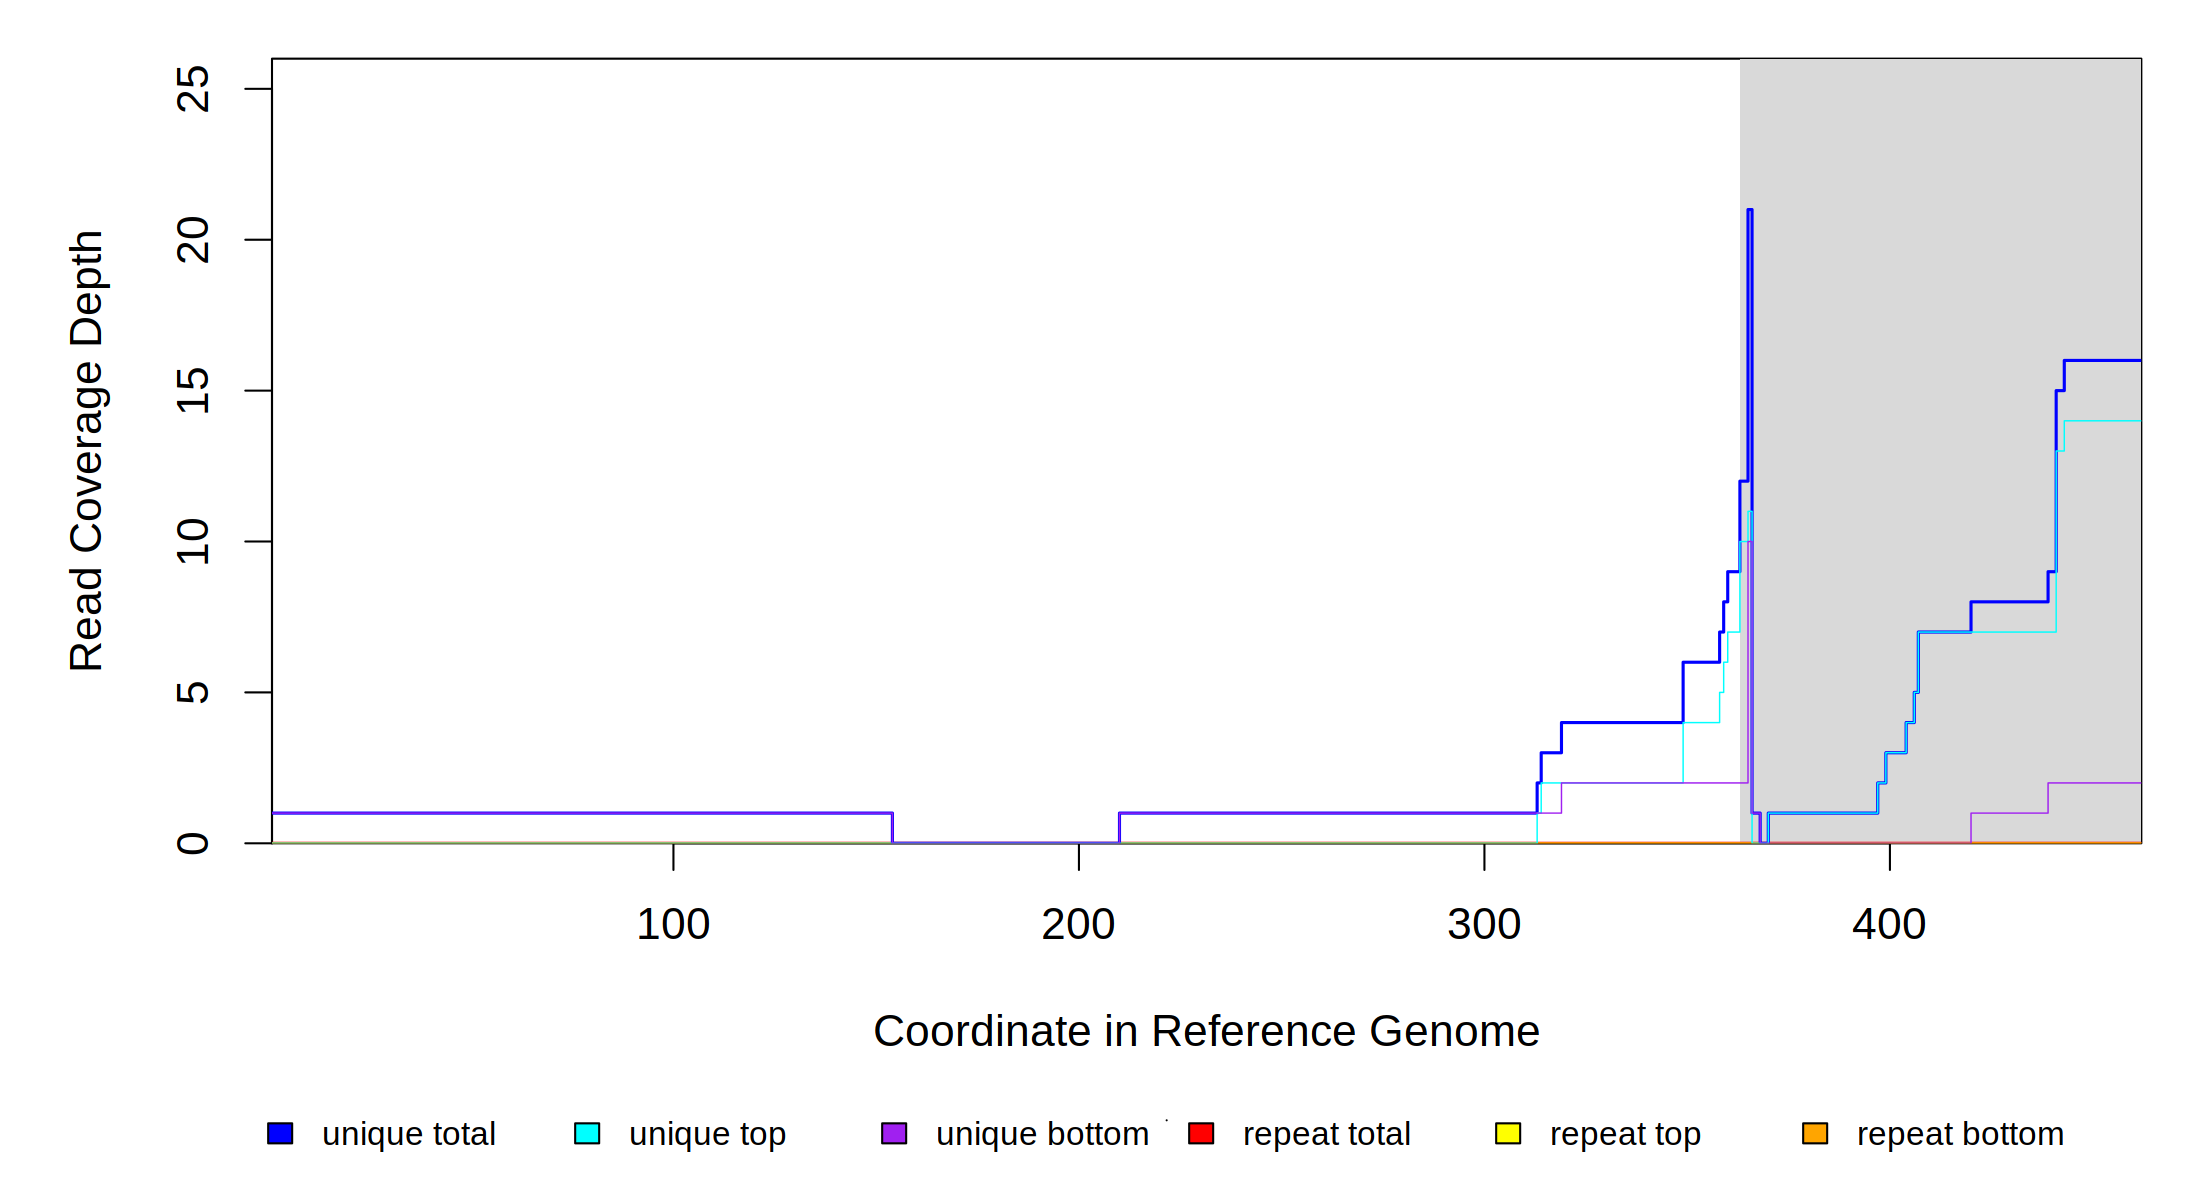 25
20
15
10
5
0
Read Coverage Depth
100 200 300 400
Coordinate in Reference Genome
unique total unique top unique bottom repeat total repeat top repeat bottom